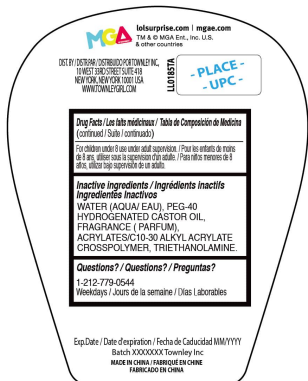 MGA
lolsurprise.com | mgae.com
TM & © MGA Ent., Inc. U.S.
& other countries
DIST. BY / DISTR.PAR / DISTRIBUIDO POR TOWNLEY INC,
10 WEST 33RD STREET SUITE 418
NEW YORK, NEW YORK 10001 USA
WWW.TOWNLEYGIRL.COM
LL0185TA
- PLACE -
- UPC -
Drug Facts / Les faits médicinaux / Tabla de Composición de Medicina
(continued / Suite / continuado)
For children under 8 use under adult supervision. / Pour les enfants de moins
de 8 ans, utiliser sous la supervision d'un adulte. / Para niños menores de 8
años, utilizar bajo supervisión de un adulto.
Inactive ingredients / Ingrédients inactifs
Ingredientes Inactivos
WATER (AQUA/ EAU), PEG-40
HYDROGENATED CASTOR OIL,
FRAGRANCE ( PARFUM),
ACRYLATES/C10-30 ALKYL ACRYLATE
CROSSPOLYMER, TRIETHANOLAMINE.
Questions? / Questions? / Preguntas?
1-212-779-0544
Weekdays / Jours de la semaine / Días Laborables
Exp.Date / Date d'expiration / Fecha de Caducidad MM/YYYY
Batch XXXXXXX Townley Inc
MADE IN CHINA / FABRIQUÉ EN CHINE
FABRICADO EN CHINA